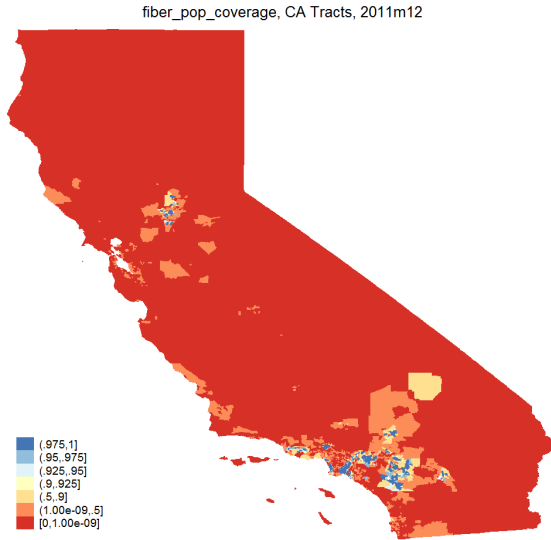 fiber_pop_coverage, CA Tracts, 2011m12
(.975,1]
(.95,.975]
(.925,.95]
(.9,.925]
(.5,.9]
(1.00e-09,.5]
[0,1.00e-09]